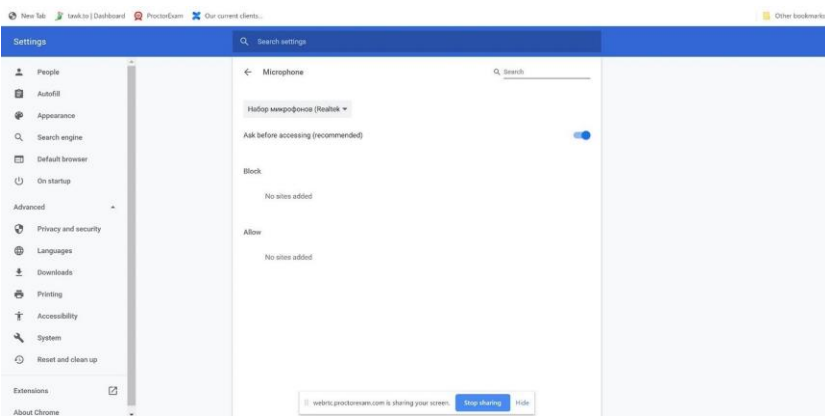 New Tab tawk.to | Dashboard ProctorExam Our current clients... Other bookmarks
Settings
Search settings
People
Autofill
Appearance
Search engine
Default browser
On startup
Advanced
Privacy and security
Languages
Downloads
Printing
Accessibility
System
Reset and clean up
Extensions
About Chrome
Microphone
Search
Набор микрофонов (Realtek
Ask before accessing (recommended)
Block
No sites added
Allow
No sites added
webrtc.proctorexam.com is sharing your screen. Stop sharing Hide